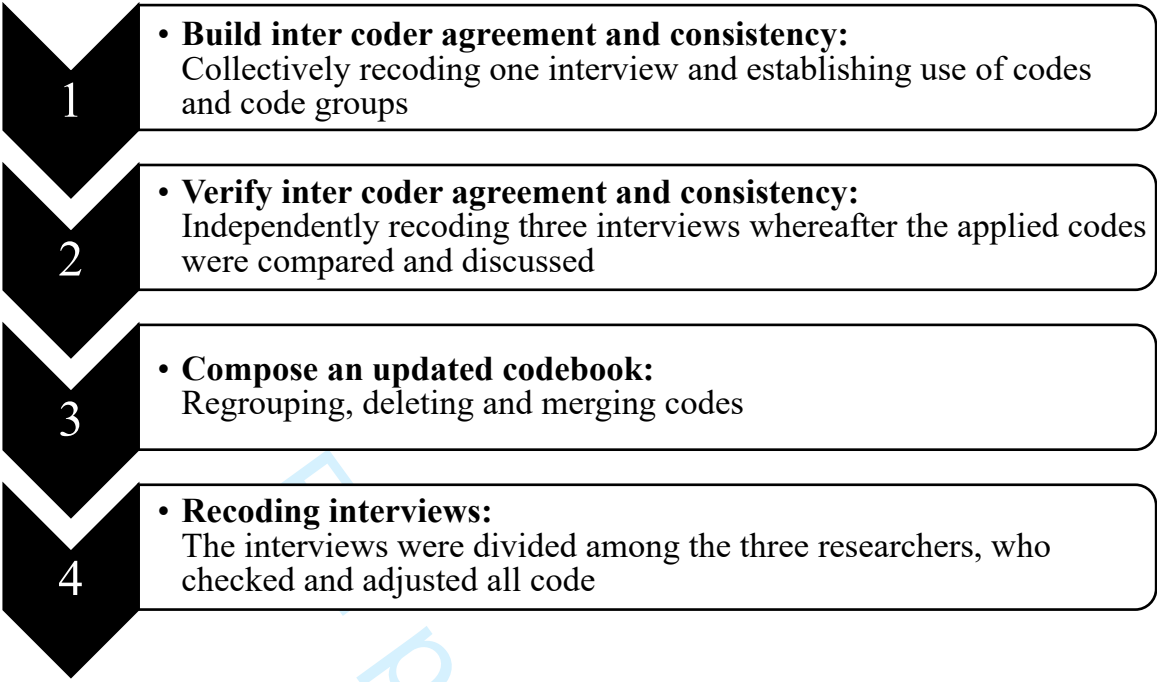 1
• Build inter coder agreement and consistency:
Collectively recoding one interview and establishing use of codes
and code groups
2
• Verify inter coder agreement and consistency:
Independently recoding three interviews whereafter the applied codes
were compared and discussed
3
• Compose an updated codebook:
Regrouping, deleting and merging codes
4
• Recoding interviews:
The interviews were divided among the three researchers, who
checked and adjusted all code